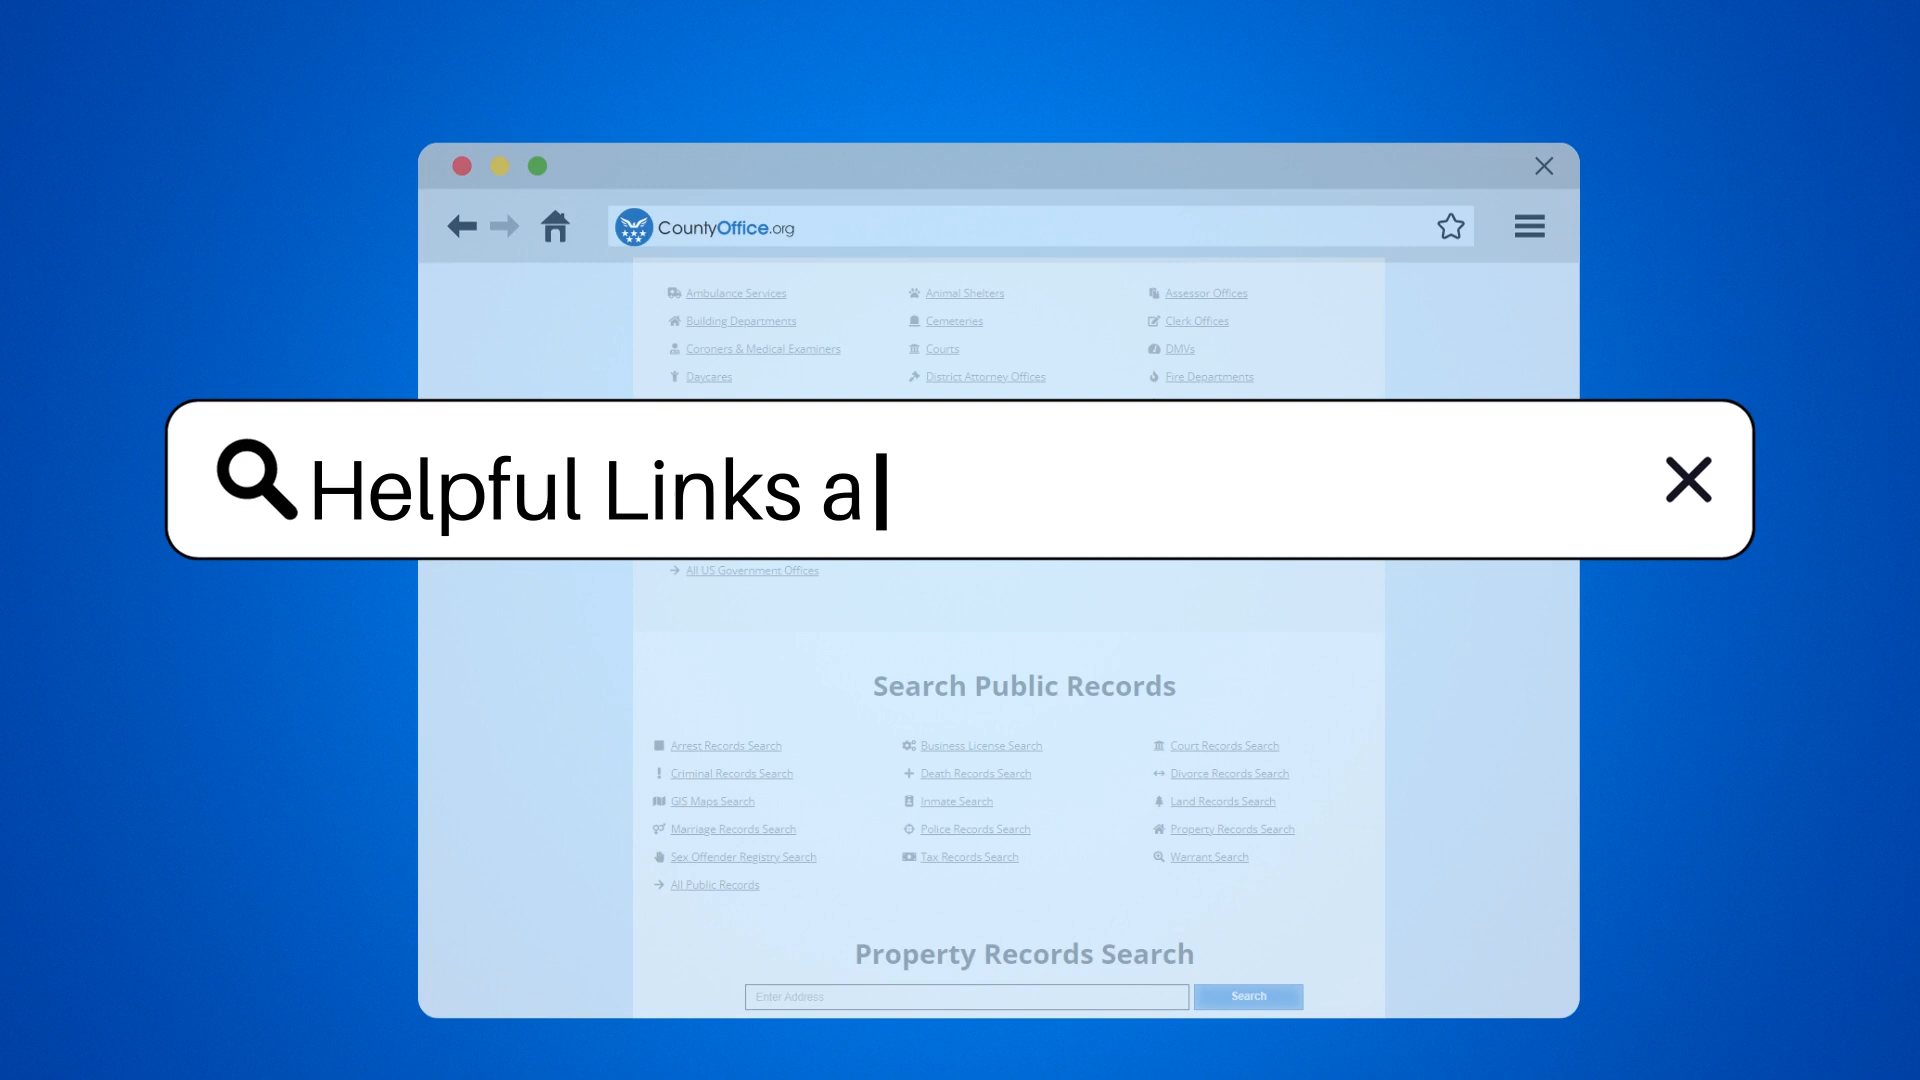 CountyOffice.org
Ambulance Services Animal Shelters Assessor Offices
Building Departments Cemeteries Clerk Offices
Coroners & Medical Examiners Courts DMVs
Daycares District Attorney Offices Fire Departments
Helpful Links a
All US Government Offices
Search Public Records
Arrest Records Search Business License Search Court Records Search
Criminal Records Search Death Records Search Divorce Records Search
GIS Maps Search Inmate Search Land Records Search
Marriage Records Search Police Records Search Property Records Search
Sex Offender Registry Search Tax Records Search Warrant Search
All Public Records
Property Records Search
Enter Address Search